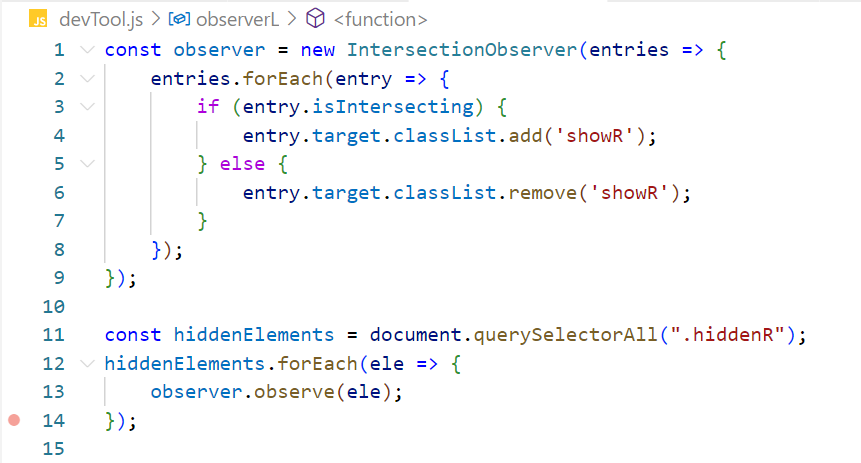 JS devTool.js > observerL > <function>
1 const observer = new IntersectionObserver(entries => {
2     entries.forEach(entry => {
3         if (entry.isIntersecting) {
4             entry.target.classList.add('showR');
5         } else {
6             entry.target.classList.remove('showR');
7         }
8     });
9 });
10
11 const hiddenElements = document.querySelectorAll(".hiddenR");
12 hiddenElements.forEach(ele => {
13     observer.observe(ele);
14 });
15